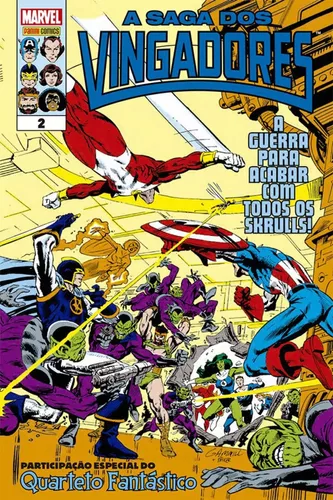 MARVEL
PANINI COMICS
2
A SAGA DOS
VINGADORES
A
GUERRA
PARA
ACABAR
COM
TODOS OS
SKRULLS!
PARTICIPAÇÃO ESPECIAL DO
Quarteto Fantástico